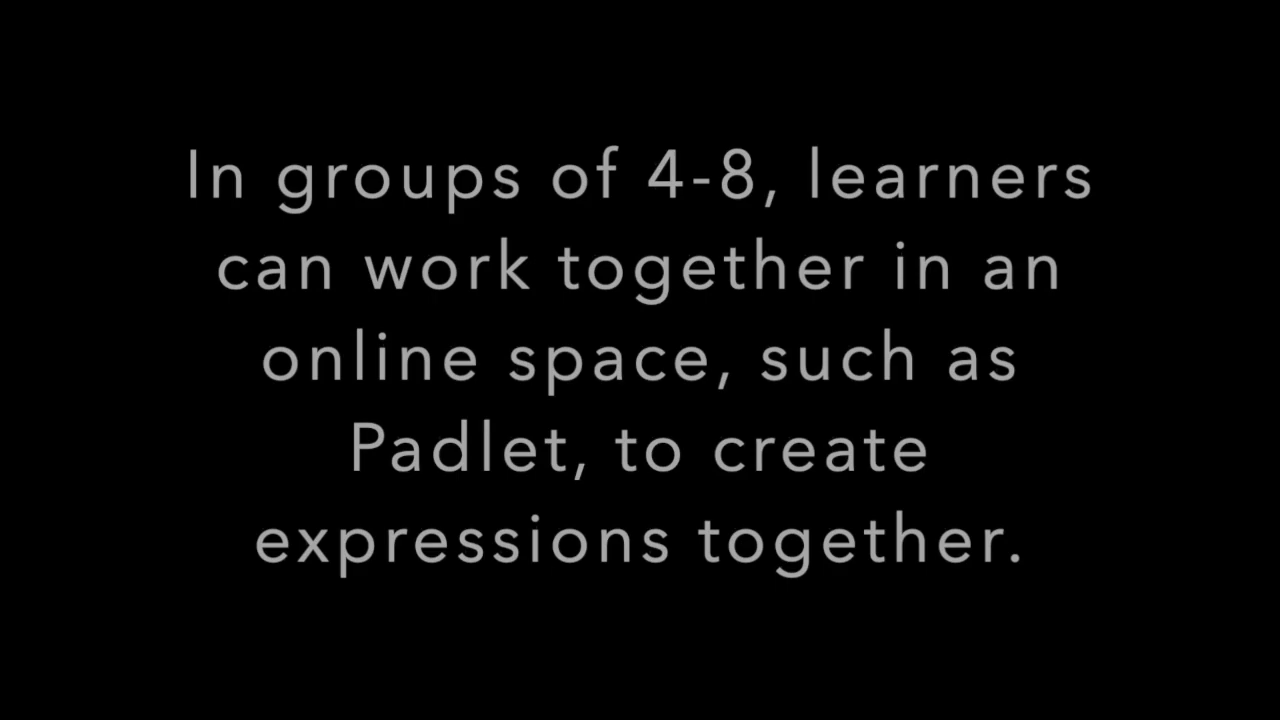 In groups of 4-8, learners
can work together in an
online space, such as
Padlet, to create
expressions together.